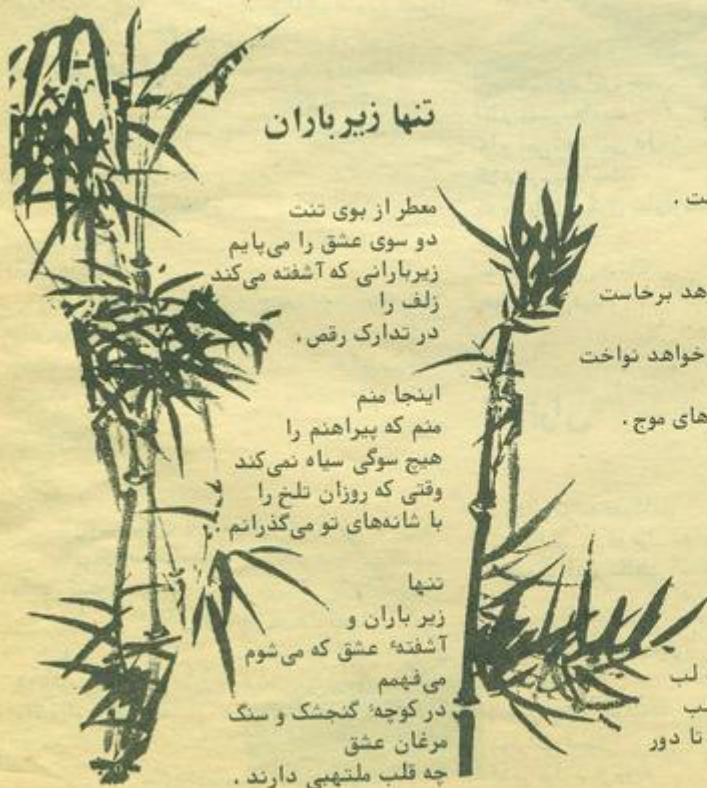 تنها زیر باران
معطر از بوی تنت
دو سوی عشق را می‌پایم
زیربارانی که آشفته می‌کند
زلف را
در تدارک رقص .
اینجا منم
منم که پیراهنم را
هیچ سوگی سیاه نمی‌کند
وقتی که روزان تلخ را
با شانه‌های تو می‌گذرانم
تنها
زیر باران و
آشفتهٔ عشق که می‌شوم
می‌فهمم
در کوچهٔ گنجشک و سنگ
مرغان عشق
چه قلب ملتهبی دارند .
برخاست
خواهد نواخت
های موج .
لب
تا دور